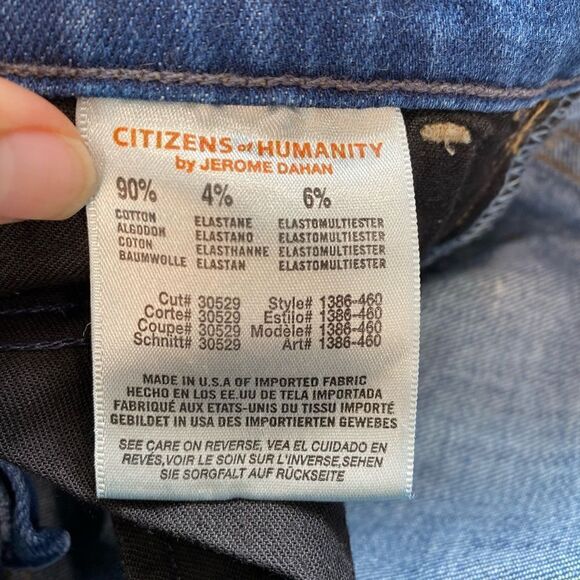 CITIZENS of HUMANITY
by JEROME DAHAN
90% 4% 6%
COTTON ELASTANE ELASTOMULTIESTER
ALGODON ELASTANO ELASTOMULTIESTER
COTON ELASTHANNE ELASTOMULTIESTER
BAUMWOLLE ELASTAN ELASTOMULTIESTER
Cut# 30529 Style# 1386-460
Corte# 30529 Estilo# 1386-460
Coupe# 30529 Modèle# 1386-460
Schnitt# 30529 Art# 1386-460
MADE IN U.S.A OF IMPORTED FABRIC
HECHO EN LOS EE.UU DE TELA IMPORTADA
FABRIQUÉ AUX ETATS-UNIS DU TISSU IMPORTÉ
GEBILDET IN USA DES IMPORTIERTEN GEWEBES
SEE CARE ON REVERSE, VEA EL CUIDADO EN
REVÉS,VOIR LE SOIN SUR L'INVERSE,SEHEN
SIE SORGFALT AUF RÜCKSEITE